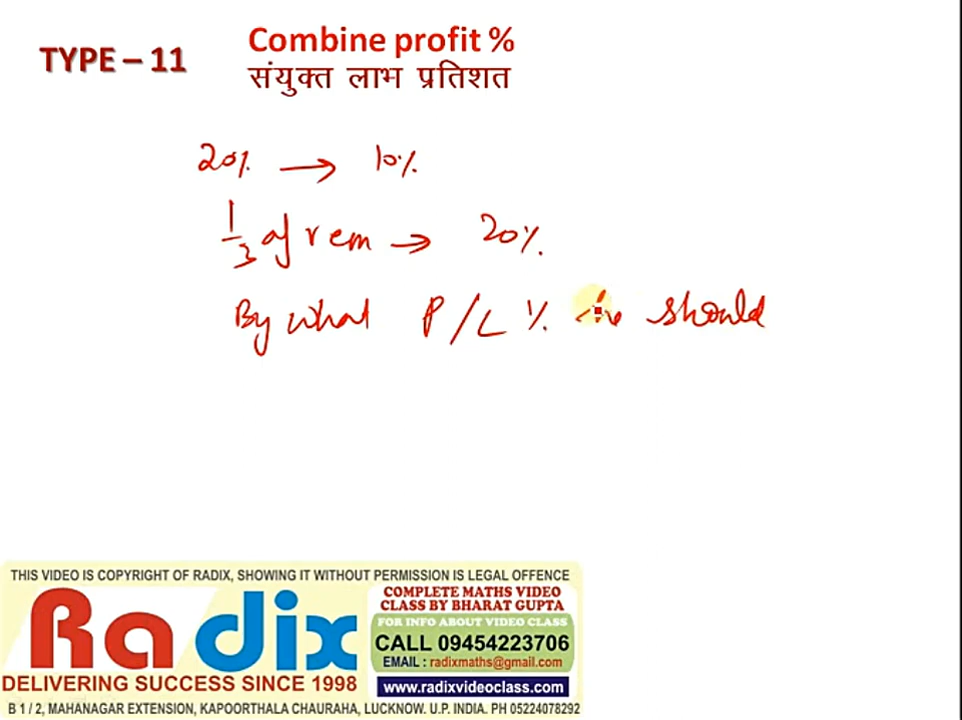 TYPE – 11
Combine profit %
संयुक्त लाभ प्रतिशत
20% → 10%
1/3 of rem → 20%
By what P/L % he should
THIS VIDEO IS COPYRIGHT OF RADIX, SHOWING IT WITHOUT PERMISSION IS LEGAL OFFENCE
Radix
DELIVERING SUCCESS SINCE 1998
COMPLETE MATHS VIDEO
CLASS BY BHARAT GUPTA
FOR INFO ABOUT VIDEO CLASS
CALL 09454223706
EMAIL : radixmaths@gmail.com
www.radixvideoclass.com
B 1 / 2, MAHANAGAR EXTENSION, KAPOORTHALA CHAURAHA, LUCKNOW. U.P. INDIA. PH 05224078292